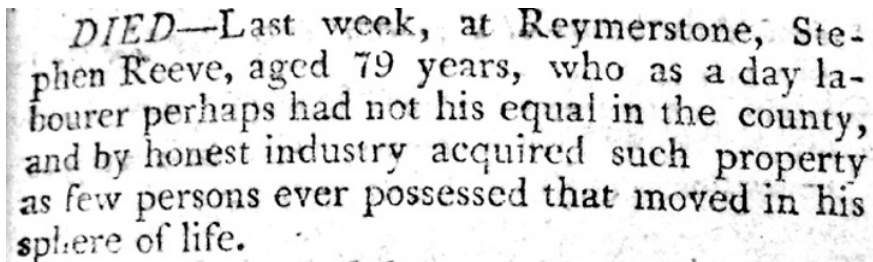 DIED—Last week, at Reymerstone, Ste-
phen Reeve, aged 79 years, who as a day la-
bourer perhaps had not his equal in the county,
and by honest industry acquired such property
as few persons ever possessed that moved in his
sphere of life.